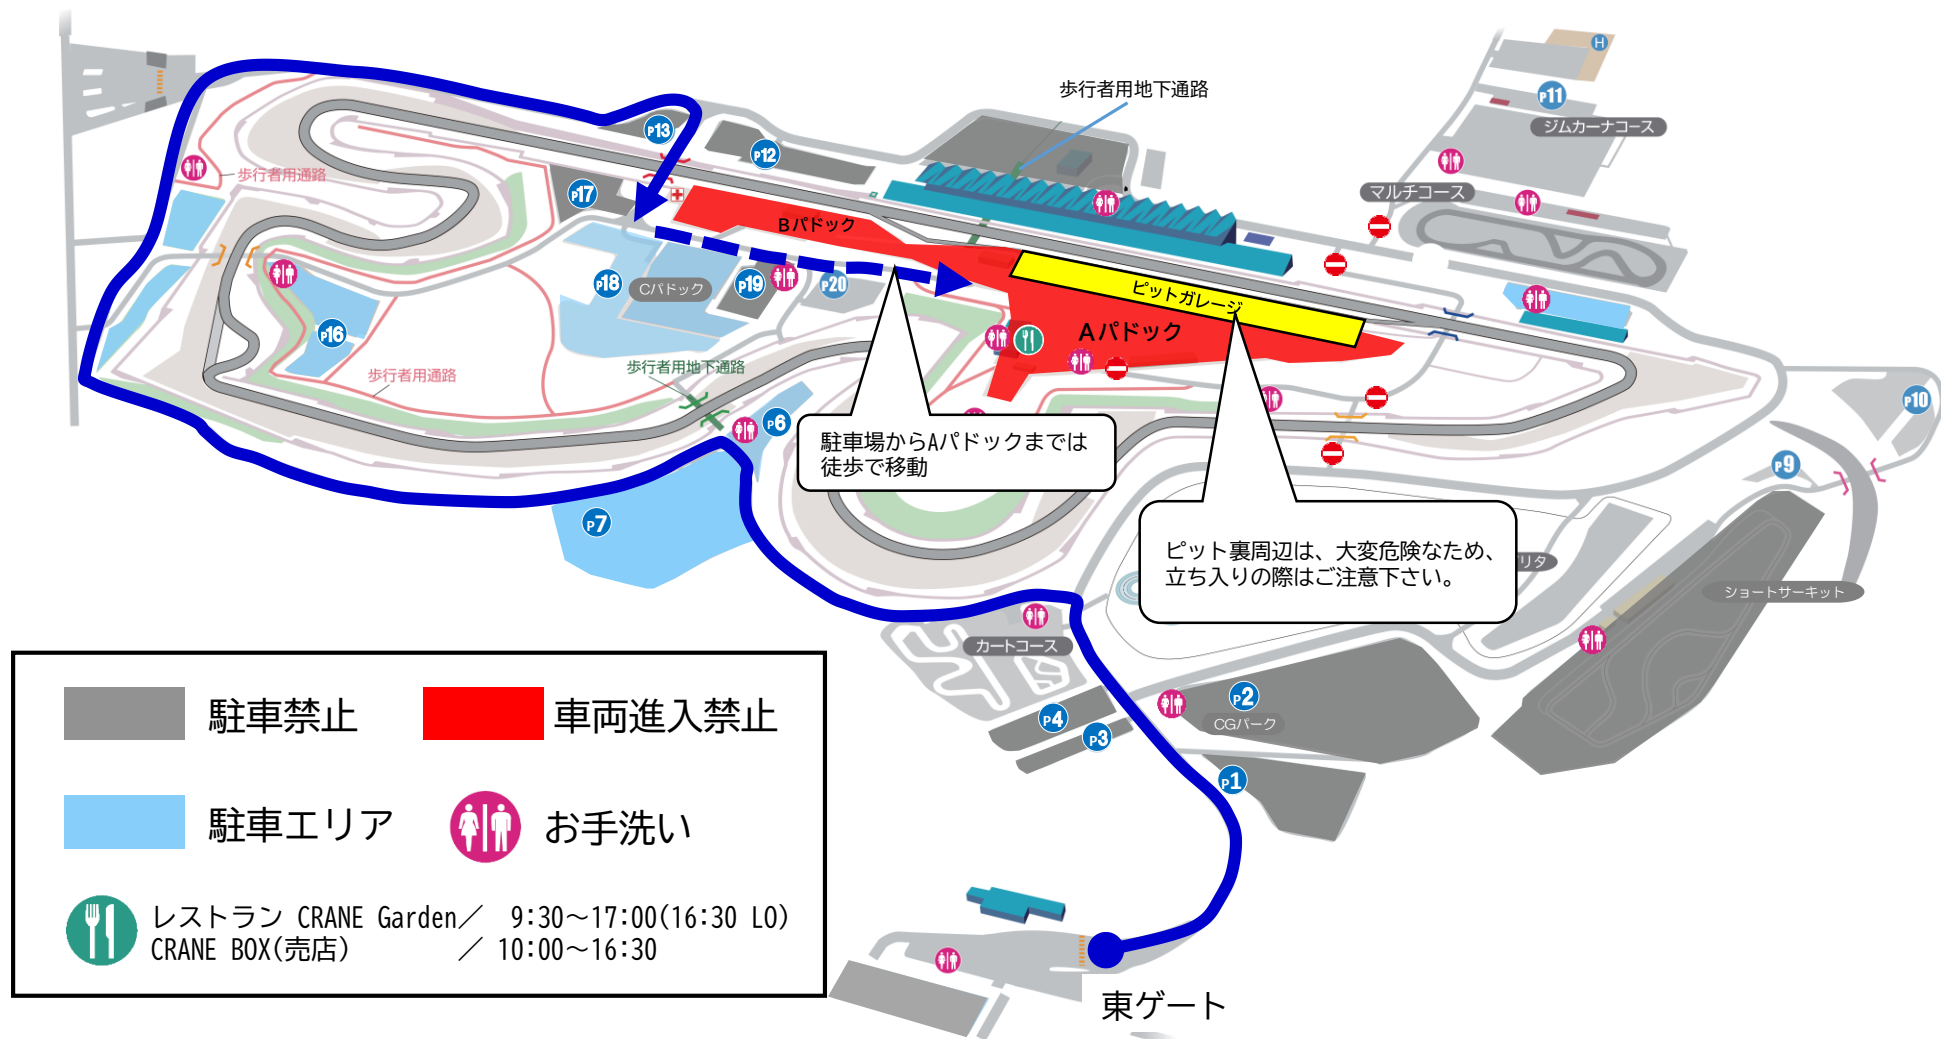 歩行者用地下通路
H
P11
ジムカーナコース
P13
P12
歩行者用通路
P17
マルチコース
Bパドック
P18
Cパドック
P19
P20
ピットガレージ
Aパドック
P16
歩行者用通路
歩行者用地下通路
P6
P10
駐車場からAパドックまでは
徒歩で移動
P9
P7
ピット裏周辺は、大変危険なため、
立ち入りの際はご注意下さい。
リタ
ショートサーキット
カートコース
P4
P3
P2
CGパーク
P1
駐車禁止
車両進入禁止
駐車エリア
お手洗い
レストラン CRANE Garden／ 9:30～17:00(16:30 LO)
CRANE BOX(売店) ／ 10:00～16:30
東ゲート